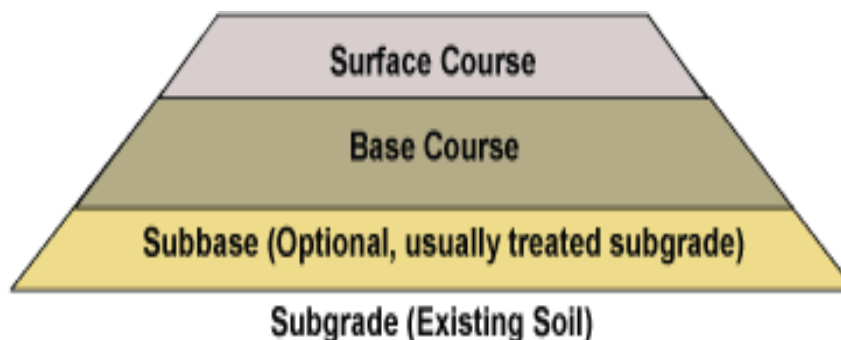 Surface Course
Base Course
Subbase (Optional, usually treated subgrade)
Subgrade (Existing Soil)